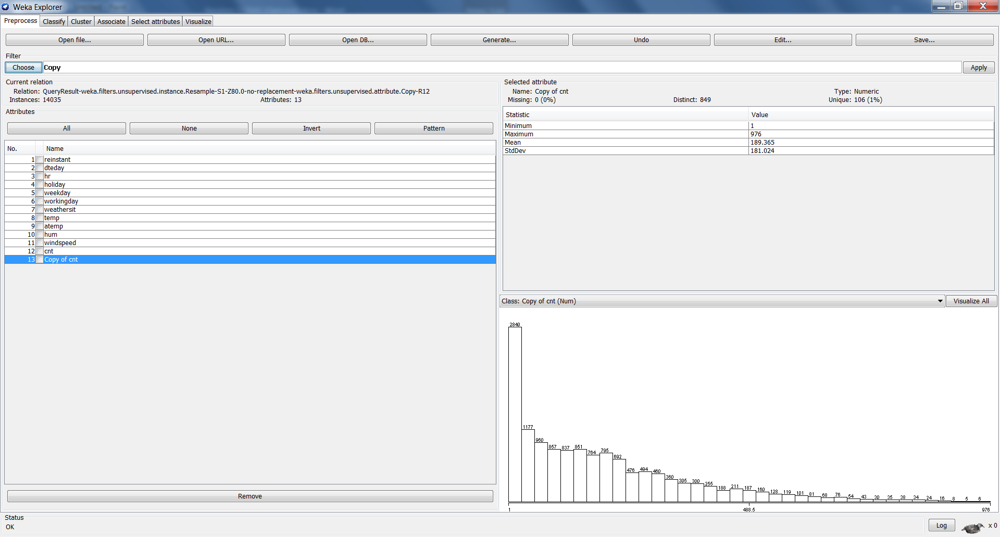 Weka Explorer
Preprocess Classify Cluster Associate Select attributes Visualize
Open file... Open URL... Open DB... Generate... Undo Edit... Save...
Filter
Choose Copy Apply
Current relation
Relation: QueryResult-weka.filters.unsupervised.instance.Resample-S1-Z80.0-no-replacement-weka.filters.unsupervised.attribute.Copy-R12
Instances: 14035 Attributes: 13
Attributes
All None Invert Pattern
No. Name
1 reinstant
2 dteday
3 hr
4 holiday
5 weekday
6 workingday
7 weathersit
8 temp
9 atemp
10 hum
11 windspeed
12 cnt
13 Copy of cnt
Remove
Selected attribute
Name: Copy of cnt Type: Numeric
Missing: 0 (0%) Distinct: 849 Unique: 106 (1%)
Statistic Value
Minimum 1
Maximum 976
Mean 189.365
StdDev 181.024
Class: Copy of cnt (Num) Visualize All
2840 1177 960 857 837 851 764 795 692 476 494 460 360 305 300 255 188 211 187 160 128 119 101 81 68 76 54 43 30 35 38 34 24 16 8 5 6
1 488.5 976
Status
OK Log x 0